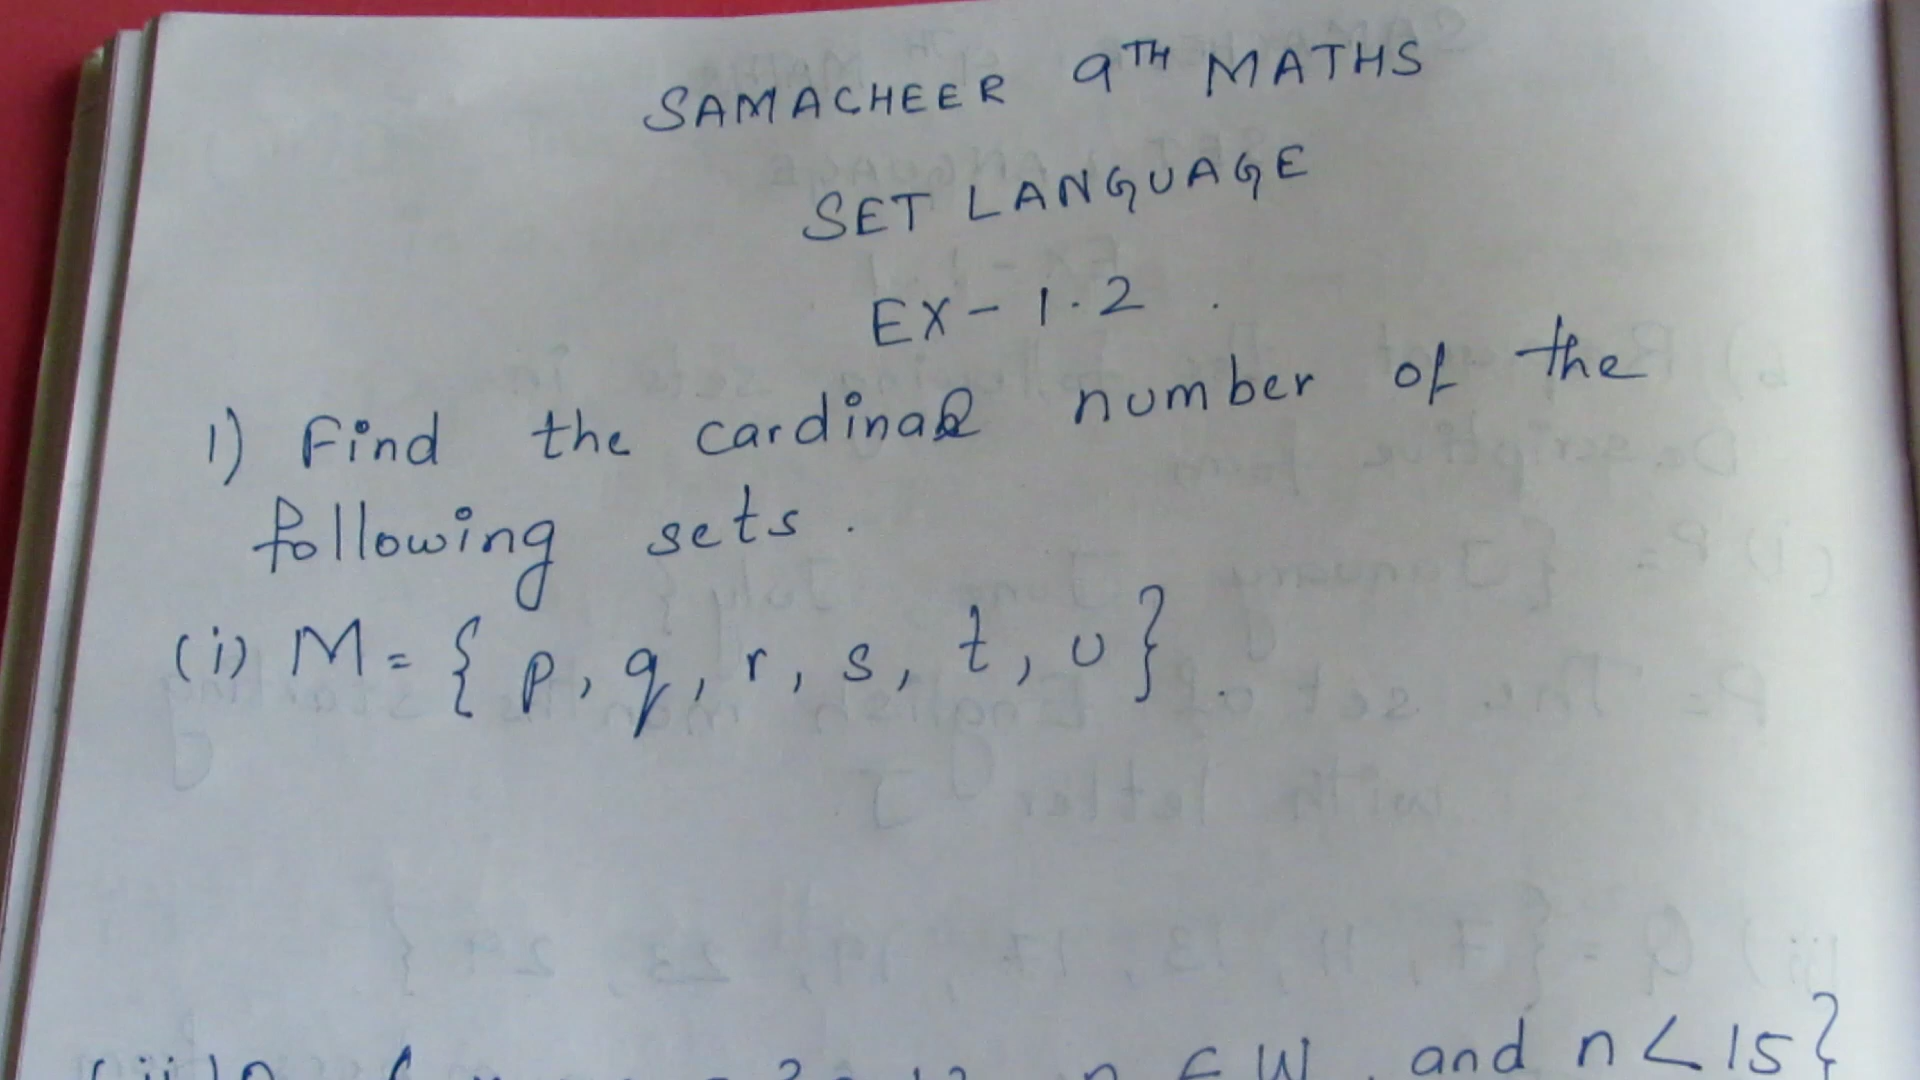 SAMACHEER 9TH MATHS
SET LANGUAGE
EX - 1.2 .
1) Find the cardinal number of the
following sets .
(i) M = { p, q, r, s, t, u }.
and n < 15}